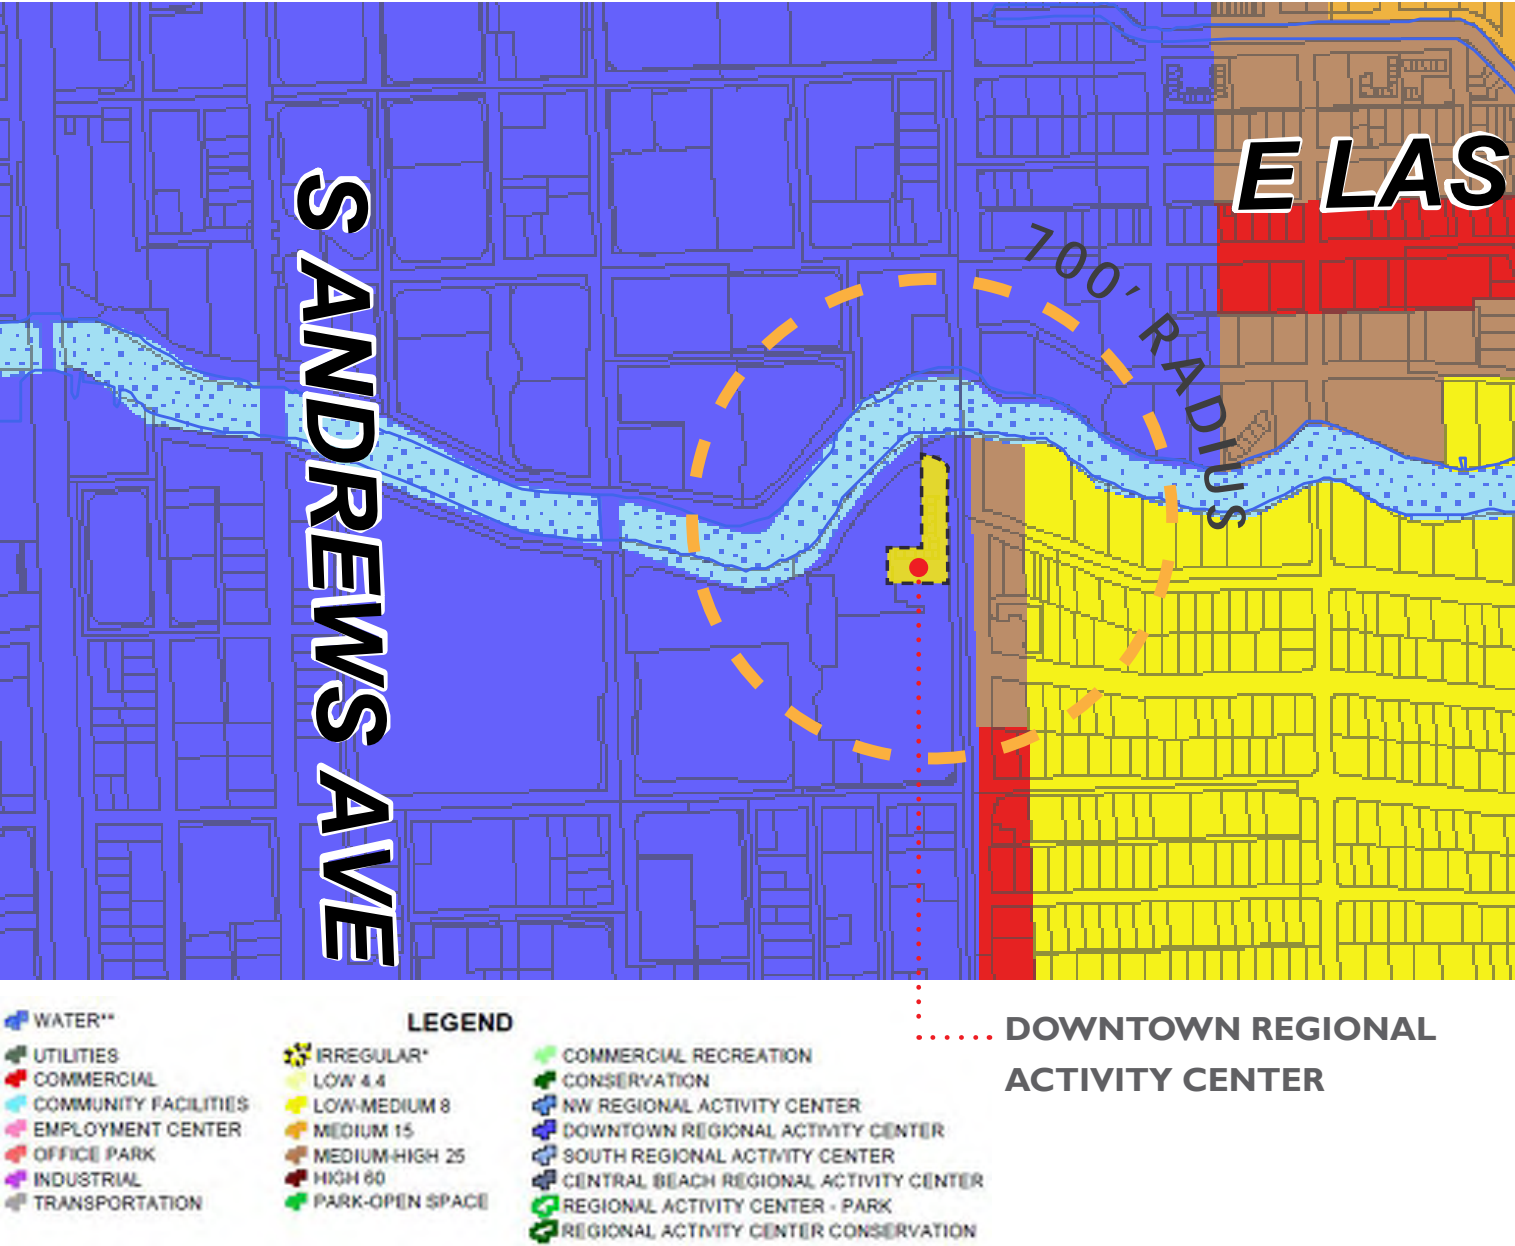 E LAS
S ANDREWS AVE
700' RADIUS
DOWNTOWN REGIONAL
ACTIVITY CENTER
LEGEND
WATER**
UTILITIES
COMMERCIAL
COMMUNITY FACILITIES
EMPLOYMENT CENTER
OFFICE PARK
INDUSTRIAL
TRANSPORTATION
IRREGULAR*
LOW 4.4
LOW-MEDIUM 8
MEDIUM 15
MEDIUM-HIGH 25
HIGH 60
PARK-OPEN SPACE
COMMERCIAL RECREATION
CONSERVATION
NW REGIONAL ACTIVITY CENTER
DOWNTOWN REGIONAL ACTIVITY CENTER
SOUTH REGIONAL ACTIVITY CENTER
CENTRAL BEACH REGIONAL ACTIVITY CENTER
REGIONAL ACTIVITY CENTER - PARK
REGIONAL ACTIVITY CENTER CONSERVATION